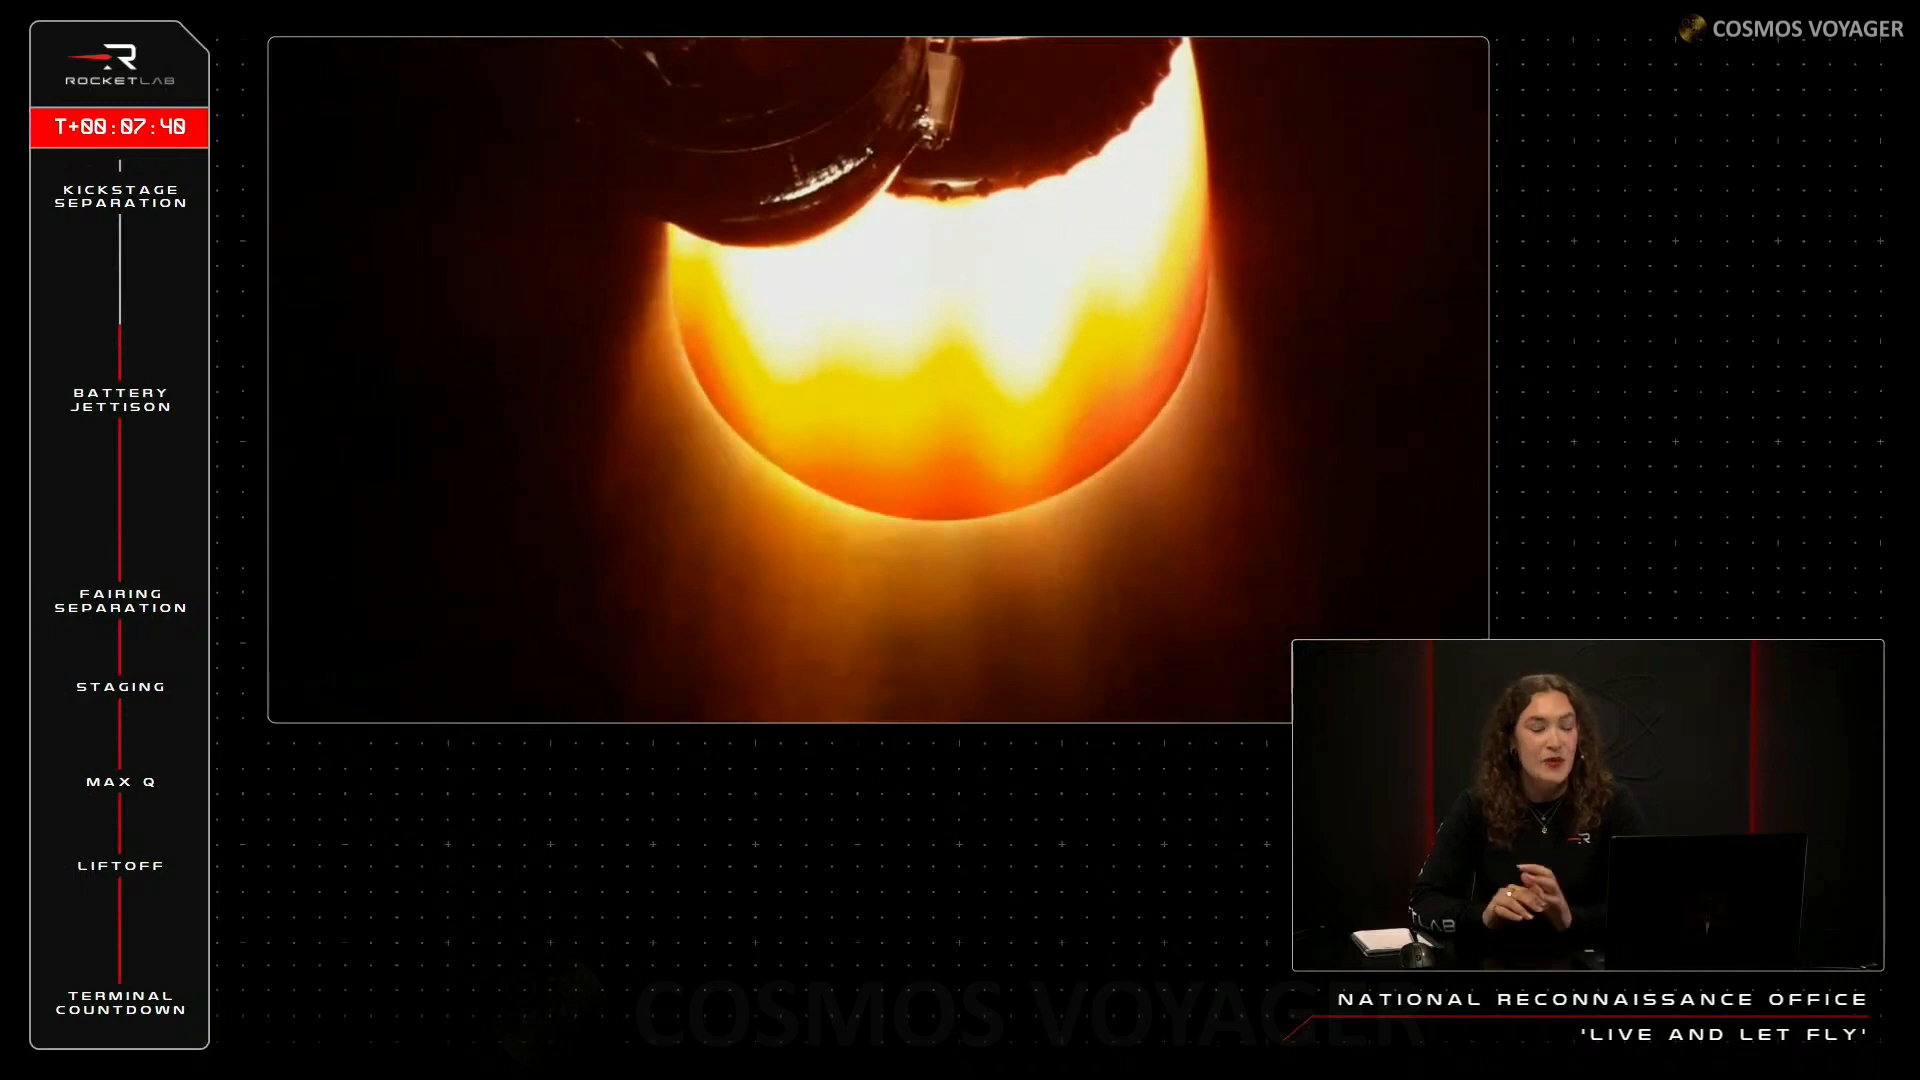 ROCKETLAB
T+00:07:40
KICKSTAGE
SEPARATION
BATTERY
JETTISON
FAIRING
SEPARATION
STAGING
MAX Q
LIFTOFF
TERMINAL
COUNTDOWN
COSMOS VOYAGER
TLAB
COSMOS VOYAGER
NATIONAL RECONNAISSANCE OFFICE
'LIVE AND LET FLY'